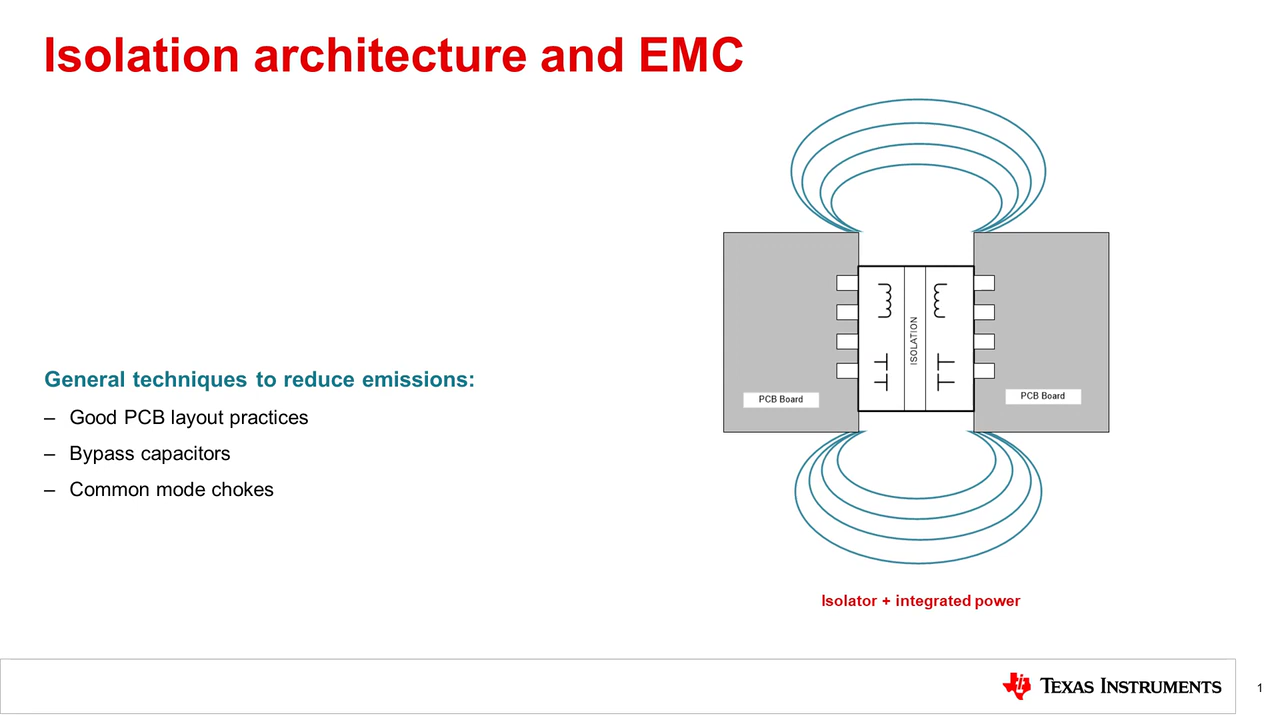 Isolation architecture and EMC
General techniques to reduce emissions:
– Good PCB layout practices
– Bypass capacitors
– Common mode chokes
ISOLATION
PCB Board
PCB Board
Isolator + integrated power
TEXAS INSTRUMENTS
1